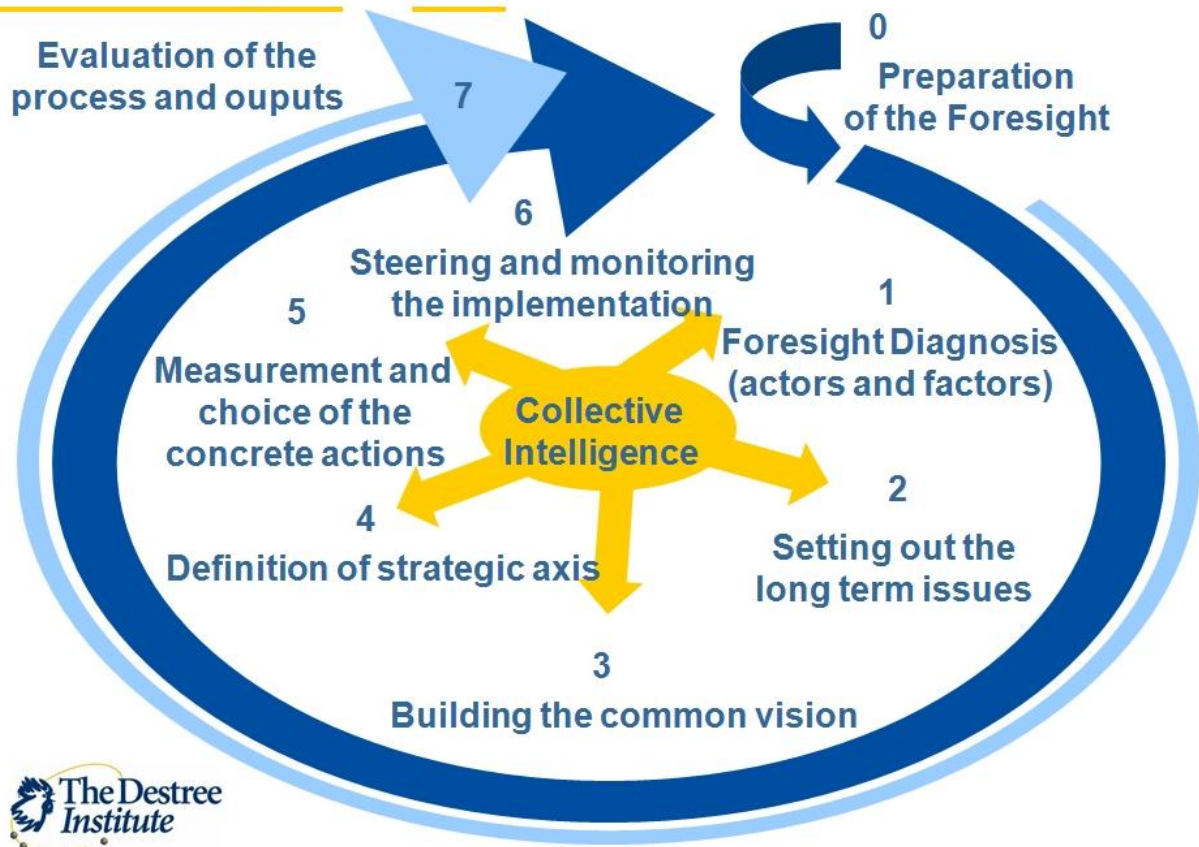 0
Preparation
of the Foresight
1
Foresight Diagnosis
(actors and factors)
2
Setting out the
long term issues
3
Building the common vision
4
Definition of strategic axis
5
Measurement and
choice of the
concrete actions
6
Steering and monitoring
the implementation
7
Evaluation of the
process and ouputs
Collective
Intelligence
The Destree
Institute